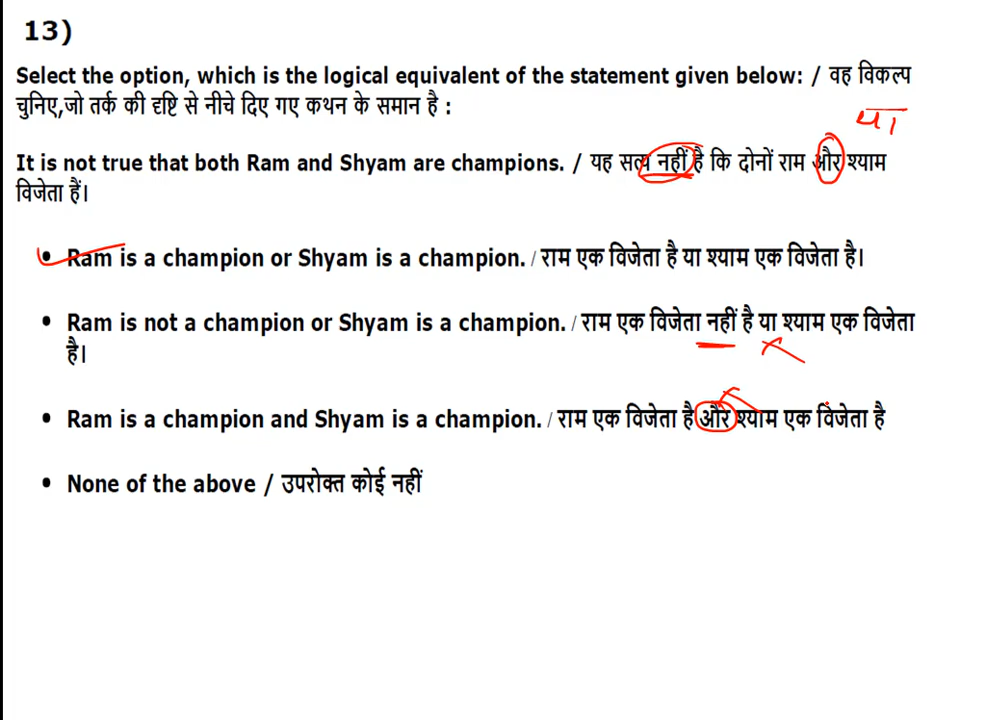 13)
Select the option, which is the logical equivalent of the statement given below: / वह विकल्प
चुनिए,जो तर्क की दृष्टि से नीचे दिए गए कथन के समान है :
या
It is not true that both Ram and Shyam are champions. / यह सत्य नहीं है कि दोनों राम और श्याम
विजेता हैं।
• Ram is a champion or Shyam is a champion. / राम एक विजेता है या श्याम एक विजेता है।
• Ram is not a champion or Shyam is a champion. / राम एक विजेता नहीं है या श्याम एक विजेता
है।
• Ram is a champion and Shyam is a champion. / राम एक विजेता है और श्याम एक विजेता है
• None of the above / उपरोक्त कोई नहीं